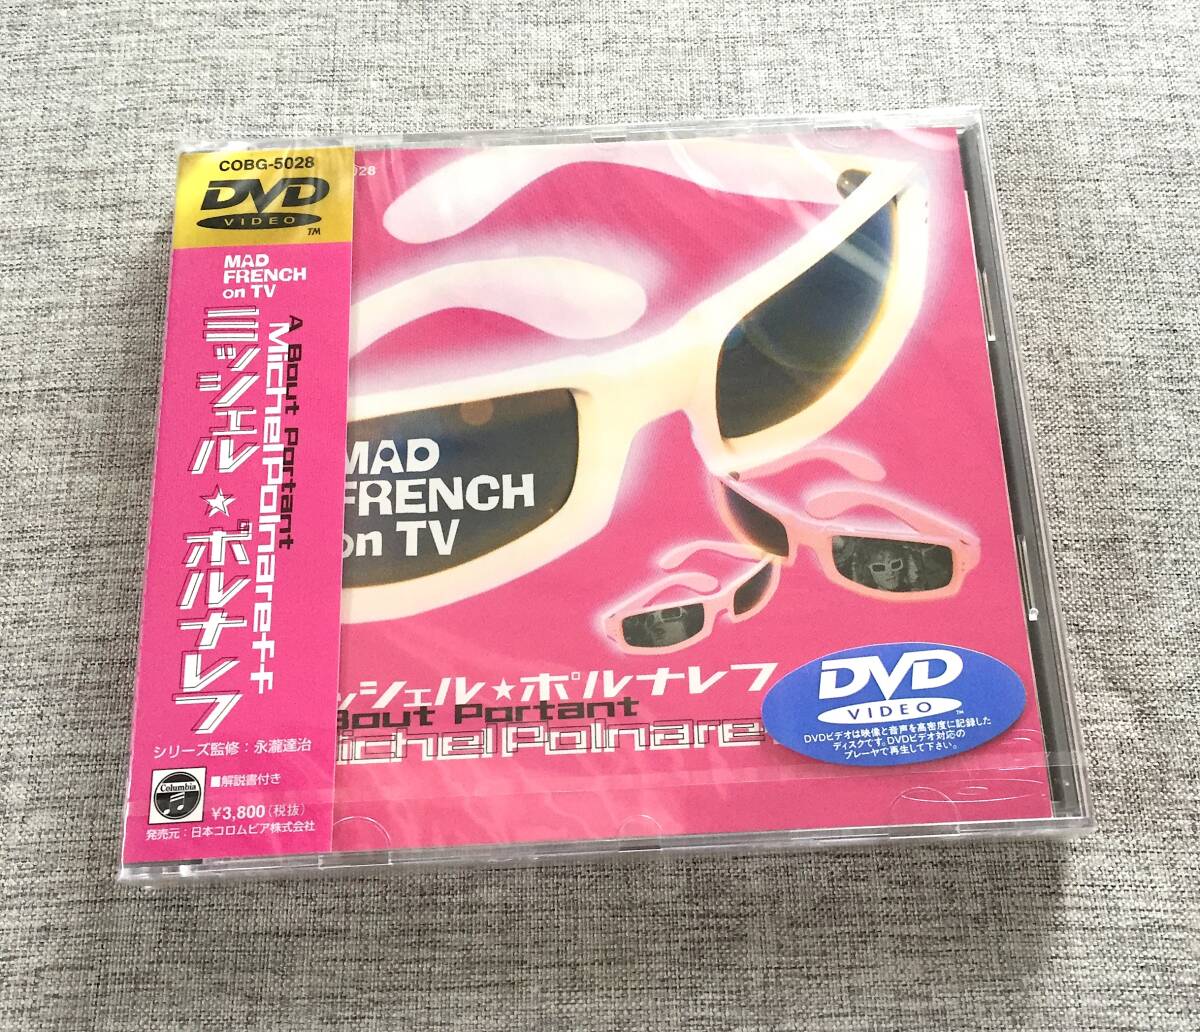 COBG-5028
DVD
VIDEO
TM
MAD
FRENCH
on TV
A Bout Portant
Michel Polnareff
ミッシェル☆ポルナレフ
シリーズ監修：永瀧達治
Columbia
■解説書付き
¥3,800（税抜）
発売元：日本コロムビア株式会社
028
MAD
FRENCH
on TV
ッシェル★ポルナレフ
Bout Portant
ichel Polnare
DVD
VIDEO
TM
DVDビデオは映像と音声を高密度に記録した
ディスクです。DVDビデオ対応の
プレーヤで再生して下さい。